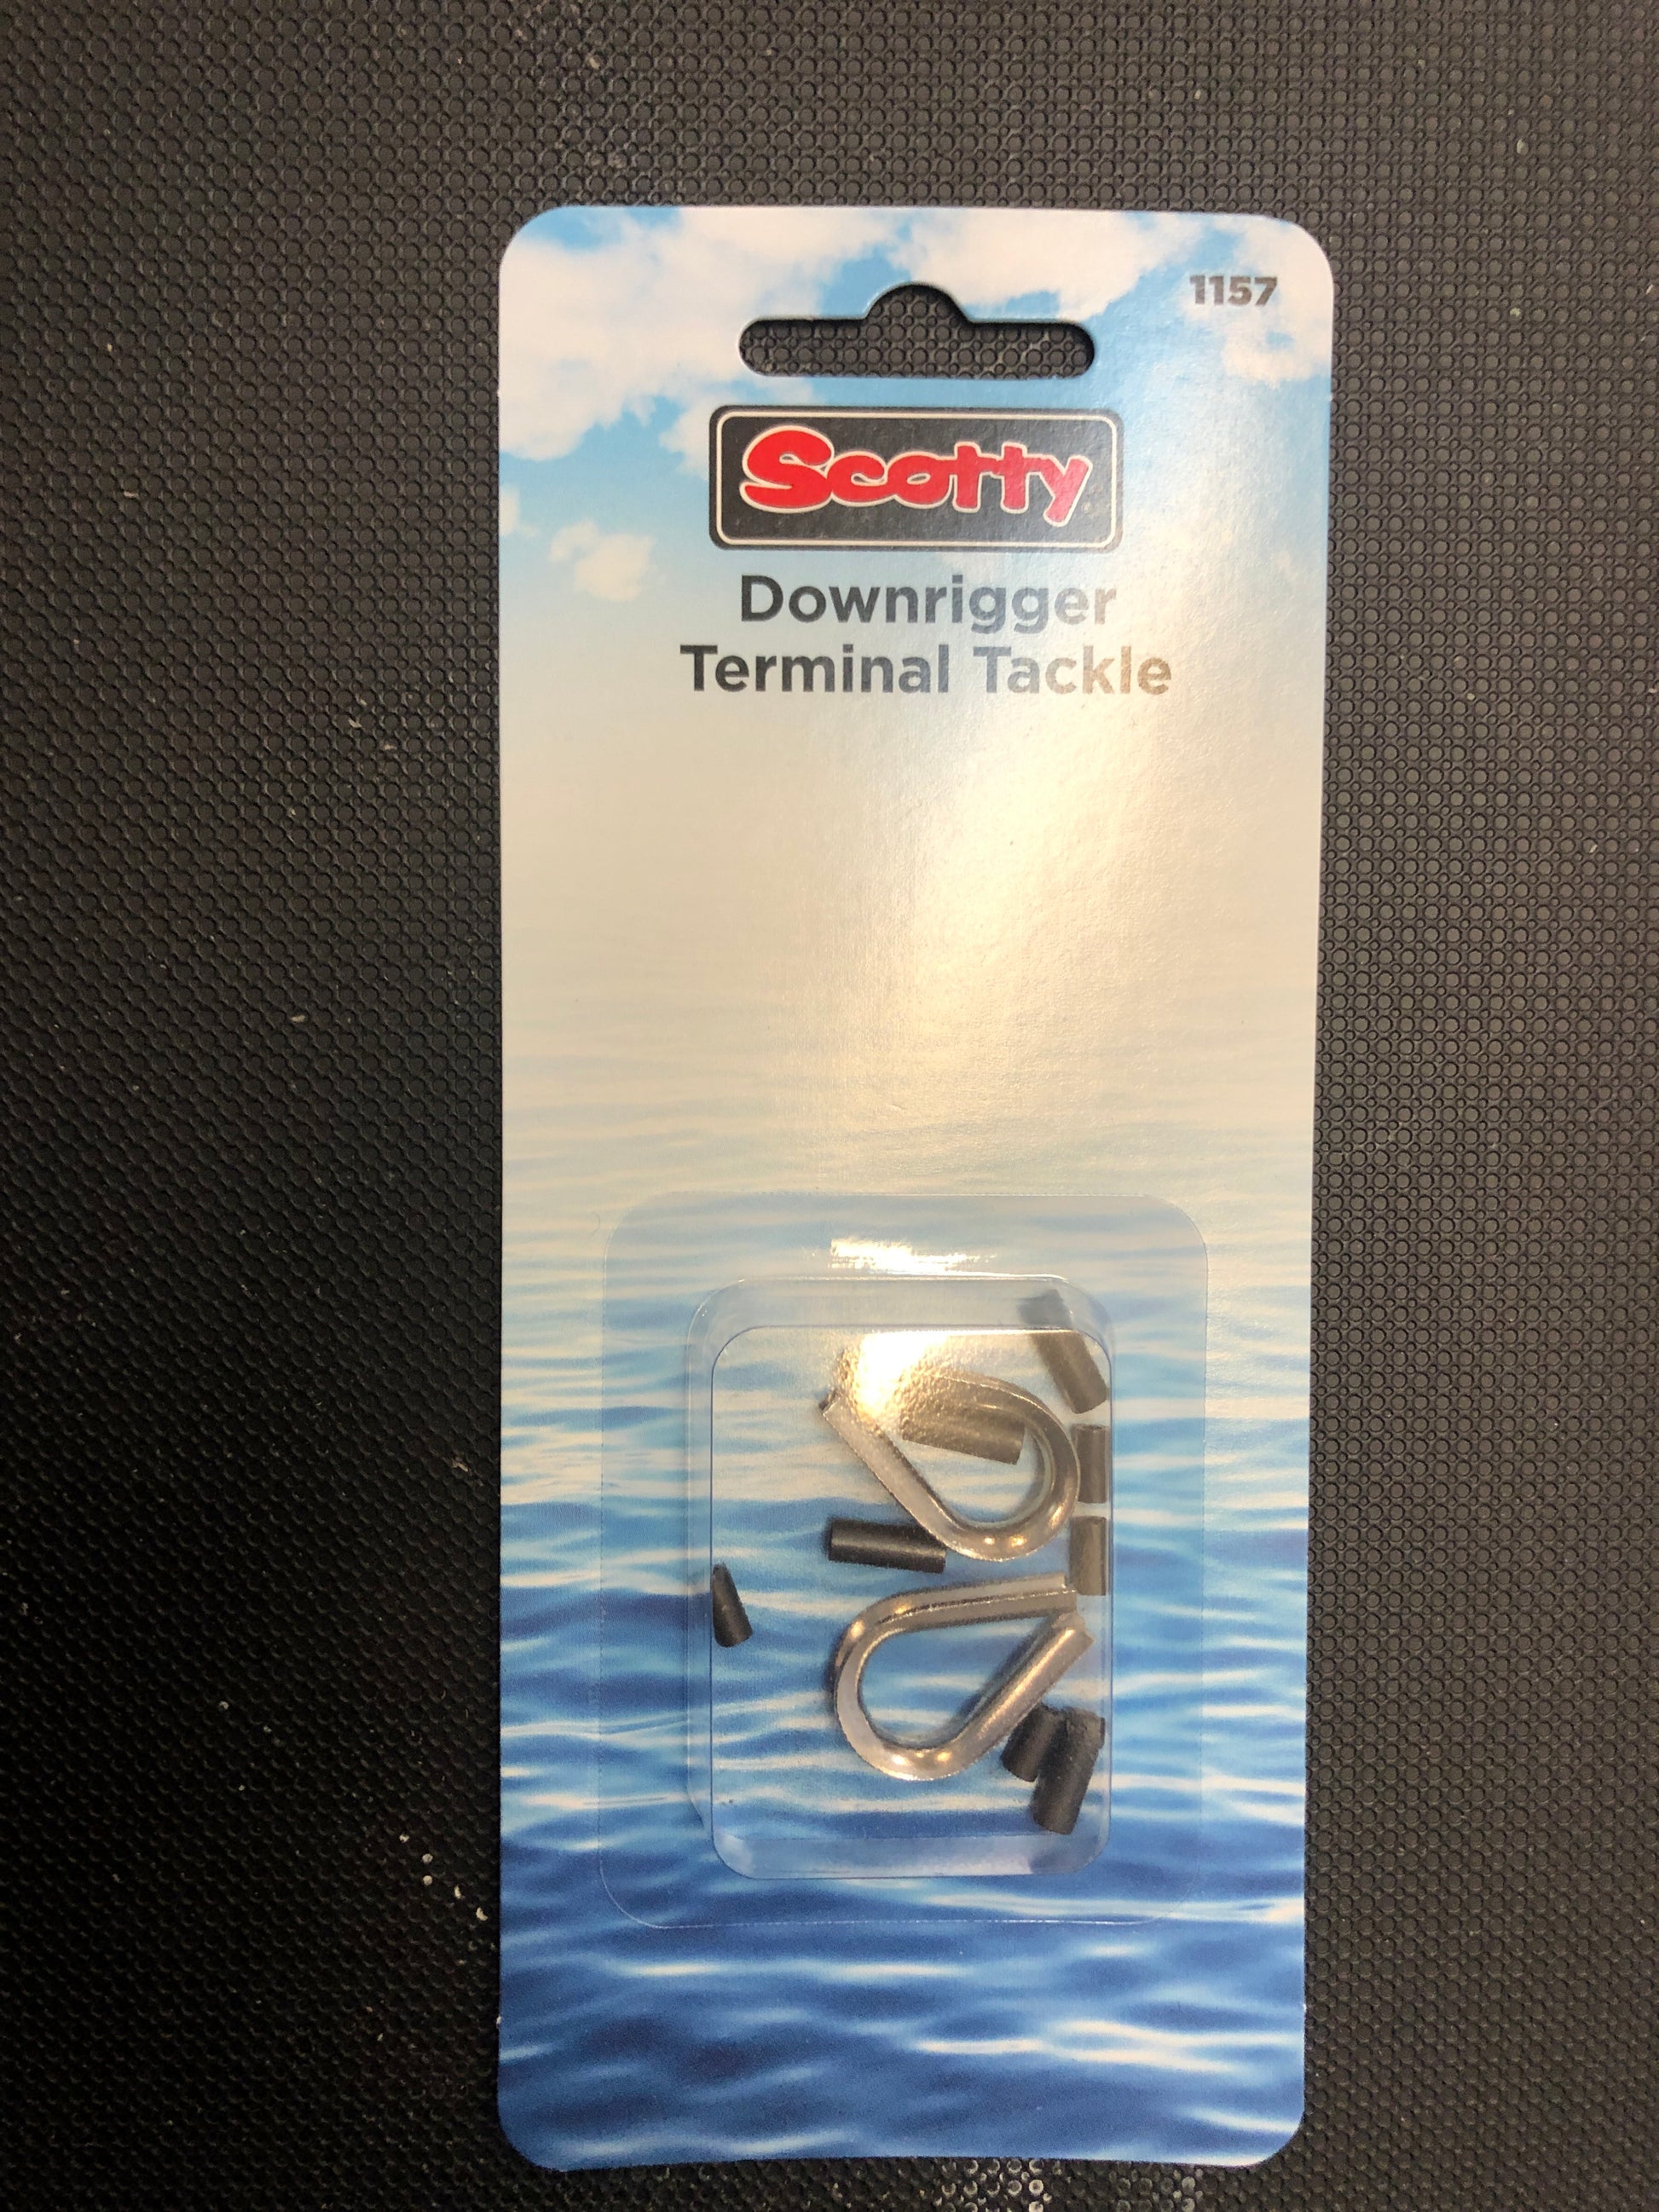 1157
Scotty
Downrigger
Terminal Tackle